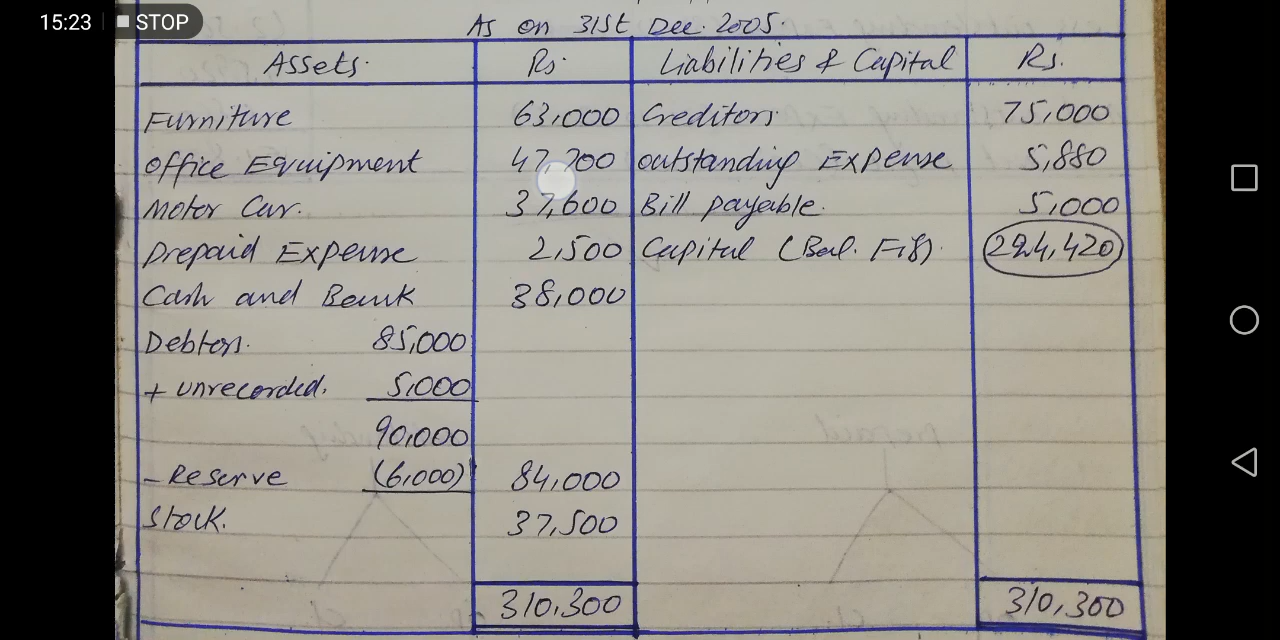 15:23 STOP
As on 31st Dec. 2005.
Assets. Rs. Liabilities & Capital Rs.
Furniture 63,000 Creditors 75,000
Office Equipment 47,700 outstanding Expense 5,880
Motor Car. 37,600 Bill payable. 5,000
Prepaid Expense 2,500 Capital (Bal. Fig). 224,420
Cash and Bank 38,000
Debtors. 85,000
+ unrecorded. 5,000
90,000
- Reserve (6,000) 84,000
Stock. 37,500
310,300 310,300